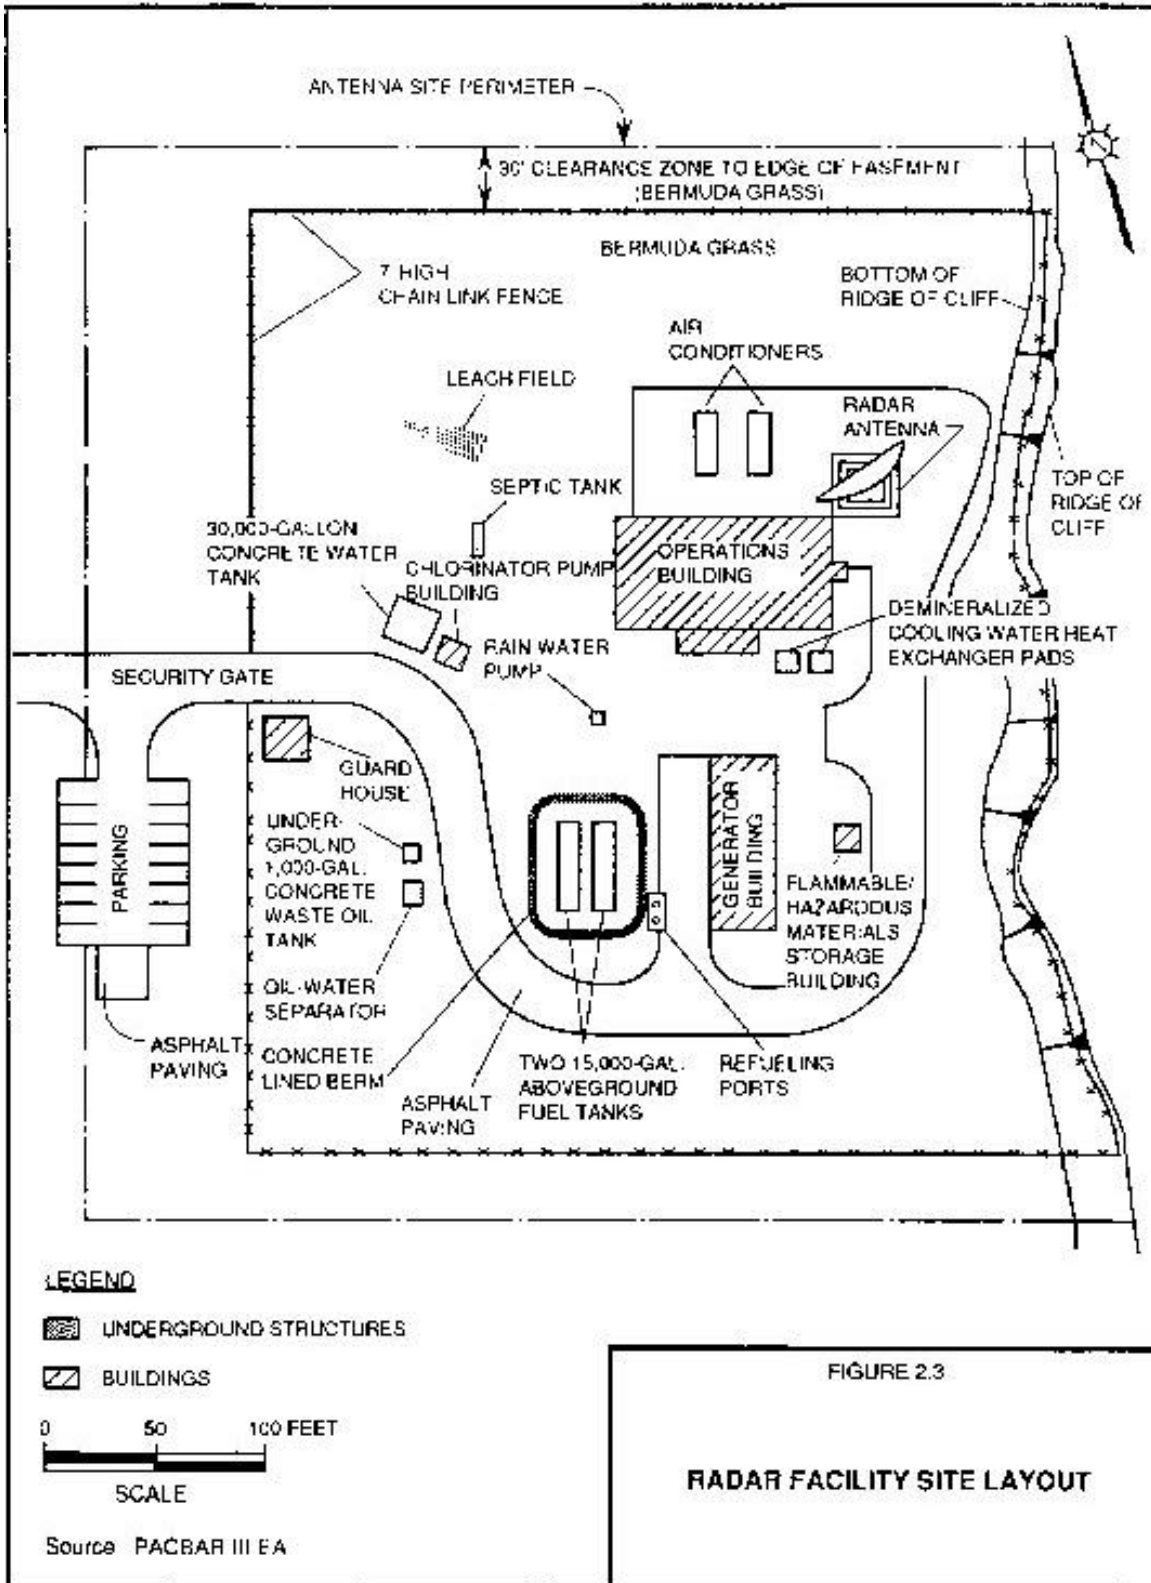 ANTENNA SITE PERIMETER
30' CLEARANCE ZONE TO EDGE OF EASEMENT
(BERMUDA GRASS)
BERMUDA GRASS
7' HIGH
CHAIN LINK FENCE
BOTTOM OF
RIDGE OF CLIFF
AIR
CONDITIONERS
LEACH FIELD
RADAR
ANTENNA
SEPTIC TANK
TOP OF
RIDGE OF
CLIFF
30,000-GALLON
CONCRETE WATER
TANK
CHLORINATOR PUMP
BUILDING
OPERATIONS
BUILDING
DEMINERALIZED
COOLING WATER HEAT
EXCHANGER PADS
RAIN WATER
PUMP
SECURITY GATE
GUARD
HOUSE
PARKING
UNDER-
GROUND
1,000-GAL.
CONCRETE
WASTE OIL
TANK
GENERATOR
BUILDING
FLAMMABLE/
HAZARODUS
MATERIALS
STORAGE
BUILDING
OIL-WATER
SEPARATOR
ASPHALT
PAVING
CONCRETE
LINED BERM
ASPHALT
PAVING
TWO 15,000-GAL.
ABOVEGROUND
FUEL TANKS
REFUELING
PORTS
LEGEND
UNDERGROUND STRUCTURES
BUILDINGS
0 50 100 FEET
SCALE
Source PACBAR III EA
FIGURE 2.3
RADAR FACILITY SITE LAYOUT
N